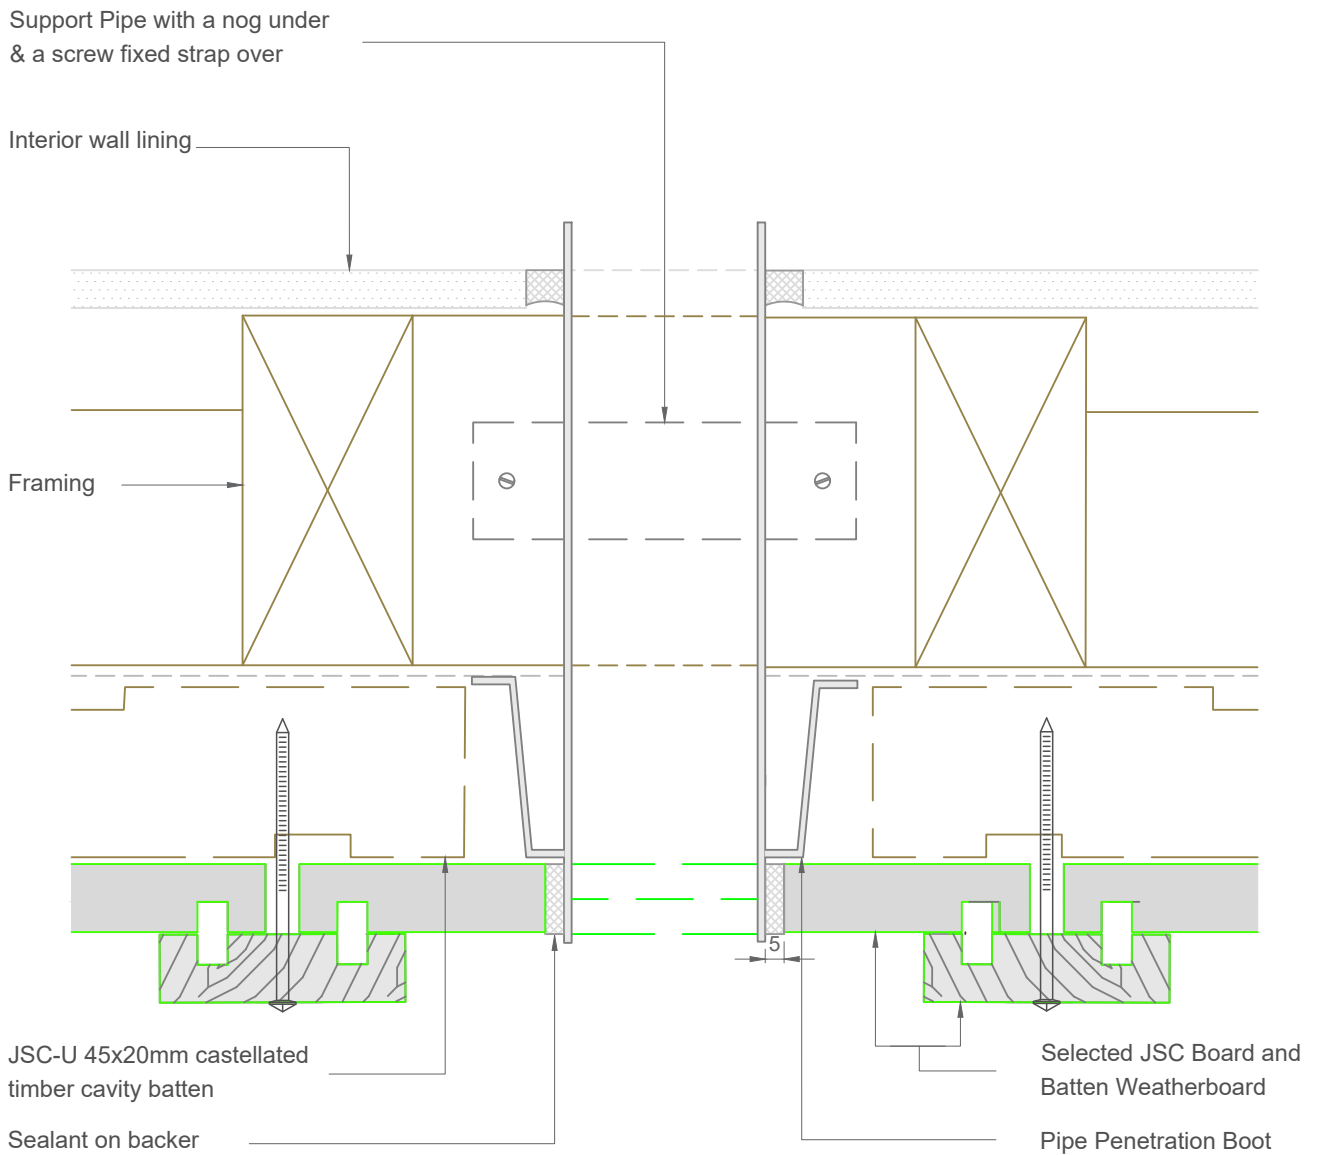 Support Pipe with a nog under
& a screw fixed strap over
Interior wall lining
Framing
5
JSC-U 45x20mm castellated
timber cavity batten
Selected JSC Board and
Batten Weatherboard
Sealant on backer
Pipe Penetration Boot